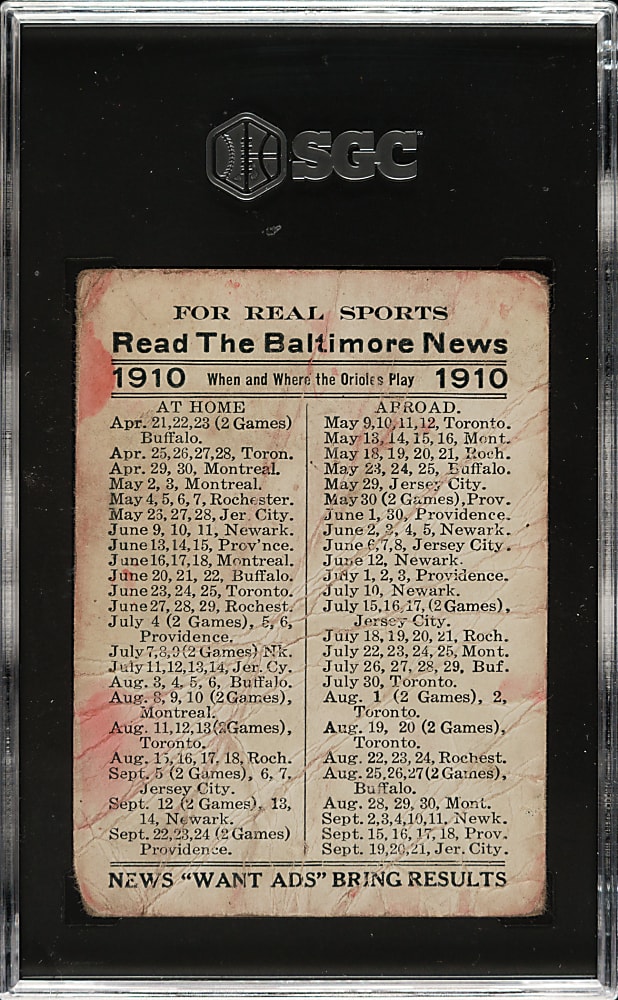 SGC
FOR REAL SPORTS
Read The Baltimore News
1910 When and Where the Orioles Play 1910
AT HOME
Apr. 21,22,23 (2 Games)
Buffalo.
Apr. 25,26,27,28, Toron.
Apr. 29, 30, Montreal.
May 2, 3, Montreal.
May 4, 5, 6, 7, Rochester.
May 26,27,28, Jer. City.
June 9, 10, 11, Newark.
June 13,14,15, Prov'nce.
June 16,17,18, Montreal.
June 20, 21, 22, Buffalo.
June 23, 24, 25, Toronto.
June 27, 28, 29, Rochest.
July 4 (2 Games), 5, 6,
Providence.
July 7,8,9 (2 Games) Nk.
July 11,12,13,14, Jer. Cy.
Aug. 3, 4, 5, 6, Buffalo.
Aug. 8, 9, 10 (2 Games),
Montreal.
Aug. 11,12,13 (2 Games),
Toronto.
Aug. 15, 16, 17, 18, Roch.
Sept. 5 (2 Games), 6, 7,
Jersey City.
Sept. 12 (2 Games), 13,
14, Newark.
Sept. 22,23,24 (2 Games)
Providence.
ABROAD.
May 9,10,11,12, Toronto.
May 13, 14, 15, 16, Mont.
May 18, 19, 20, 21, Roch.
May 23, 24, 25, Buffalo.
May 29, Jersey City.
May 30 (2 Games), Prov.
June 1, 30, Providence.
June 2, 3, 4, 5, Newark.
June 6,7,8, Jersey City.
June 12, Newark.
July 1, 2, 3, Providence.
July 10, Newark.
July 15,16,17, (2 Games),
Jersey City.
July 18, 19, 20, 21, Roch.
July 22, 23, 24, 25, Mont.
July 26, 27, 28, 29, Buf.
July 30, Toronto.
Aug. 1 (2 Games), 2,
Toronto.
Aug. 19, 20 (2 Games),
Toronto.
Aug. 22, 23, 24, Rochest.
Aug. 25,26,27 (2 Games),
Buffalo.
Aug. 28, 29, 30, Mont.
Sept. 2,3,4,10,11, Newk.
Sept. 15, 16, 17, 18, Prov.
Sept. 19,20,21, Jer. City.
NEWS "WANT ADS" BRING RESULTS